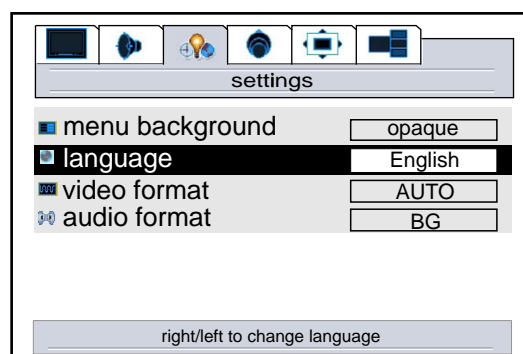 settings
menu background opaque
language English
video format AUTO
audio format BG
right/left to change language